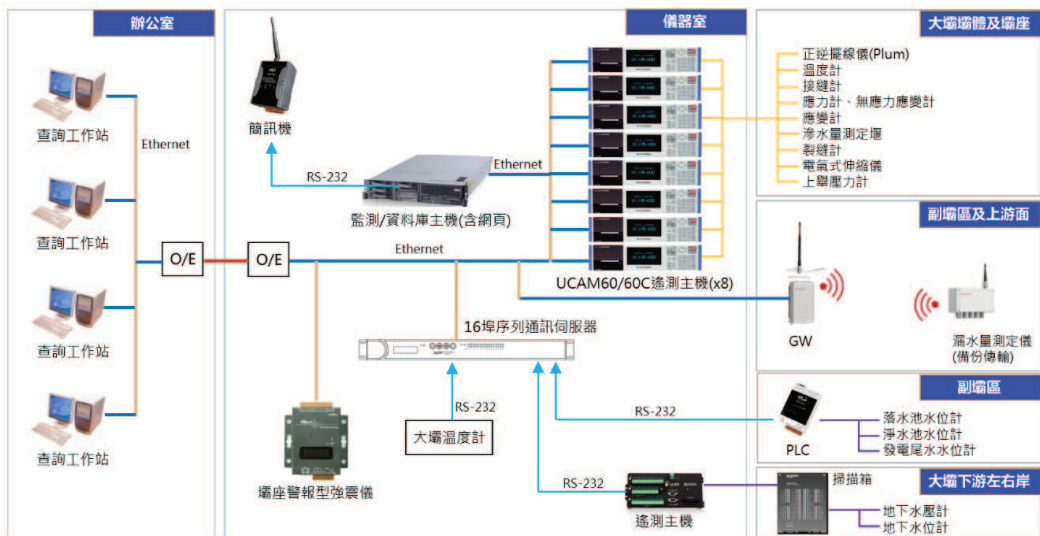 辦公室
查詢工作站
查詢工作站
查詢工作站
查詢工作站
Ethernet
O/E
O/E
儀器室
簡訊機
RS-232
監測/資料庫主機(含網頁)
Ethernet
Ethernet
UCAM60/60C遙測主機(x8)
16埠序列通訊伺服器
RS-232
大壩溫度計
壩座警報型強震儀
RS-232
RS-232
遙測主機
大壩壩體及壩座
正逆擺線儀(Plum)
溫度計
接縫計
應力計、無應力應變計
應變計
滲水量測定堰
裂縫計
電氣式伸縮儀
上舉壓力計
副壩區及上游面
GW
漏水量測定儀
(備份傳輸)
副壩區
PLC
落水池水位計
淨水池水位計
發電尾水水位計
大壩下游左右岸
掃描箱
地下水壓計
地下水位計